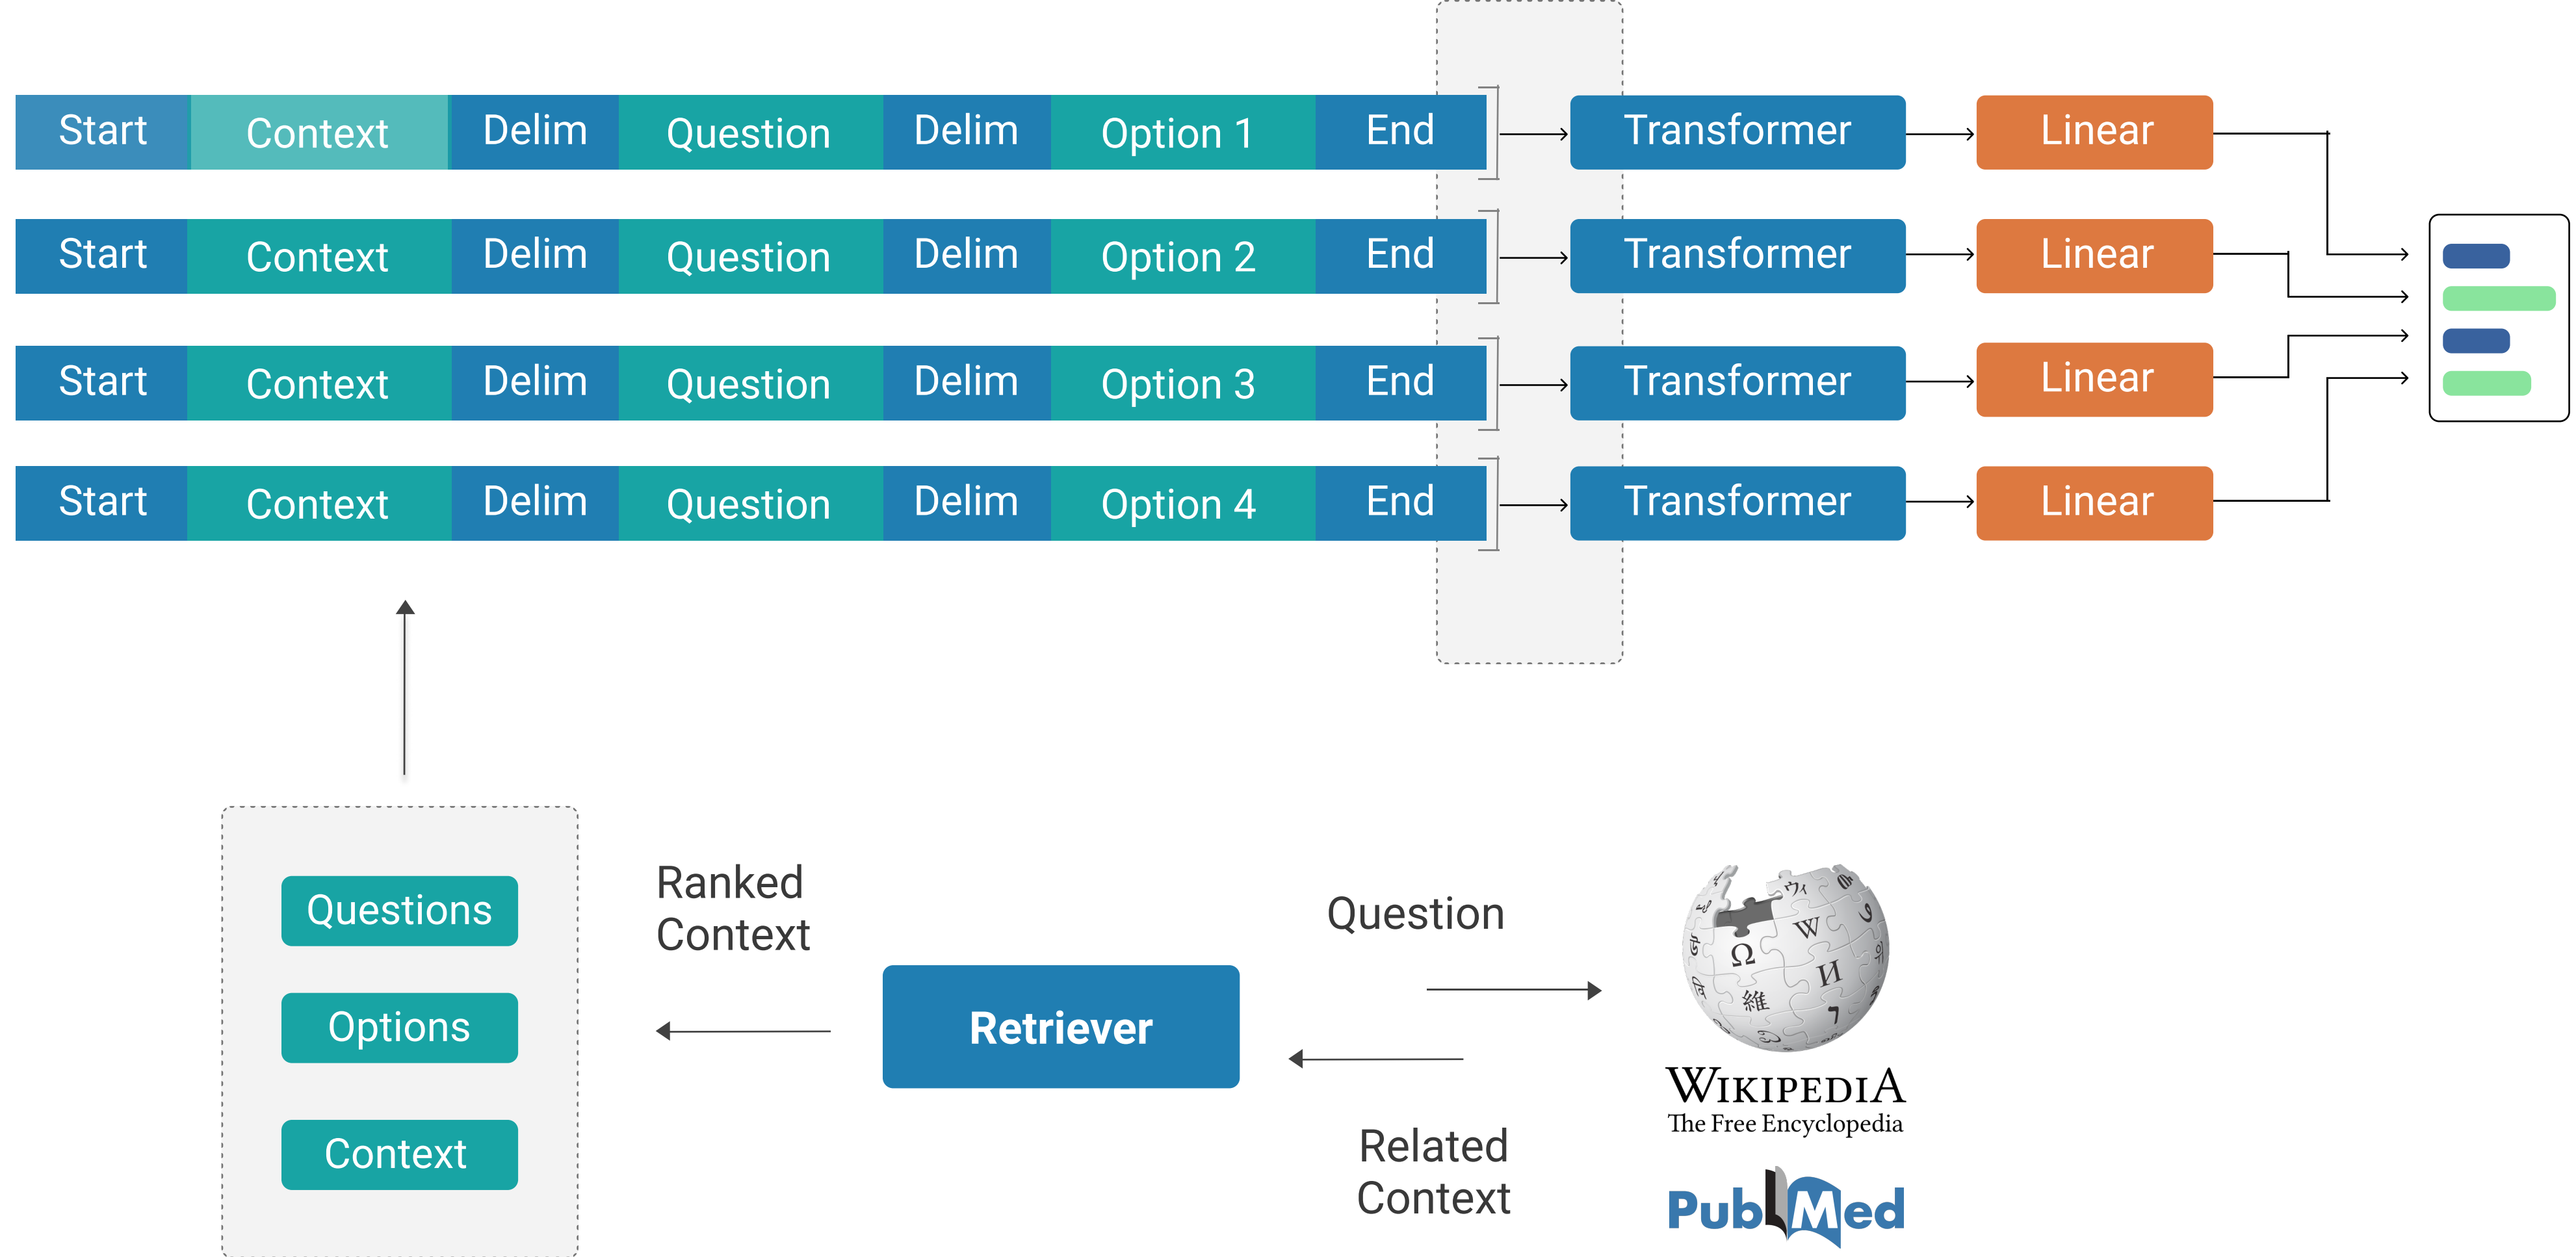 Start Context Delim Question Delim Option 1 End Transformer Linear
Start Context Delim Question Delim Option 2 End Transformer Linear
Start Context Delim Question Delim Option 3 End Transformer Linear
Start Context Delim Question Delim Option 4 End Transformer Linear
Questions
Options
Context
Ranked
Context
Retriever
Question
Related
Context
Ω W И 維
WIKIPEDIA
The Free Encyclopedia
PubMed